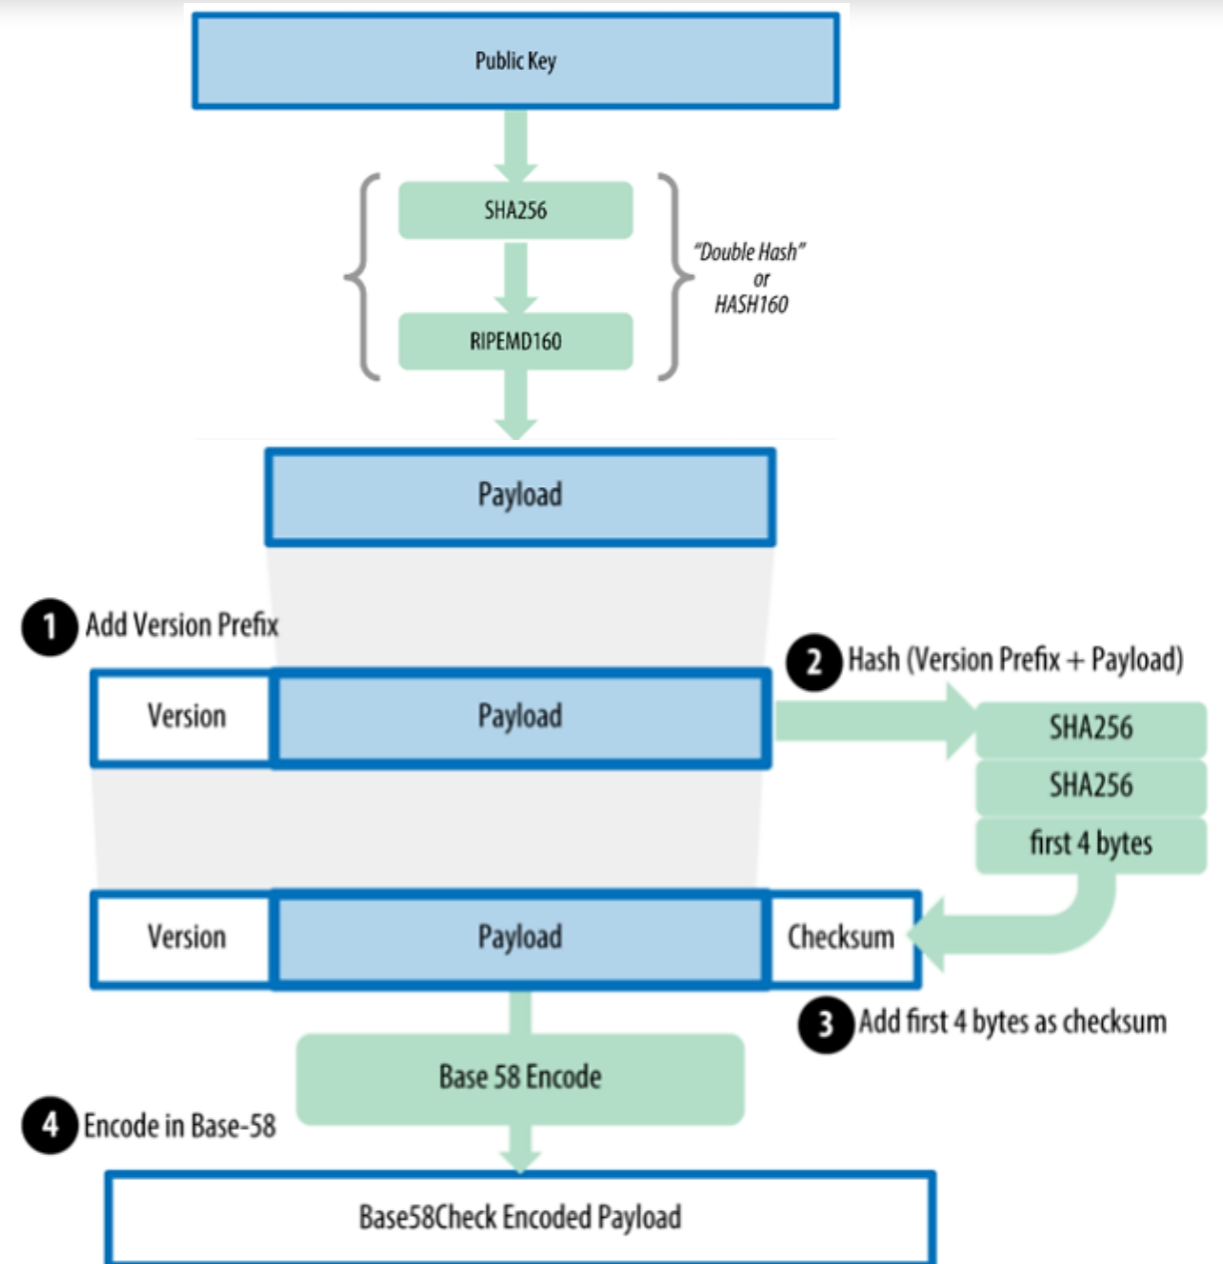 Public Key
SHA256
"Double Hash"
or
HASH160
RIPEMD160
Payload
1 Add Version Prefix
2 Hash (Version Prefix + Payload)
Version Payload
SHA256
SHA256
first 4 bytes
Version Payload Checksum
3 Add first 4 bytes as checksum
Base 58 Encode
4 Encode in Base-58
Base58Check Encoded Payload